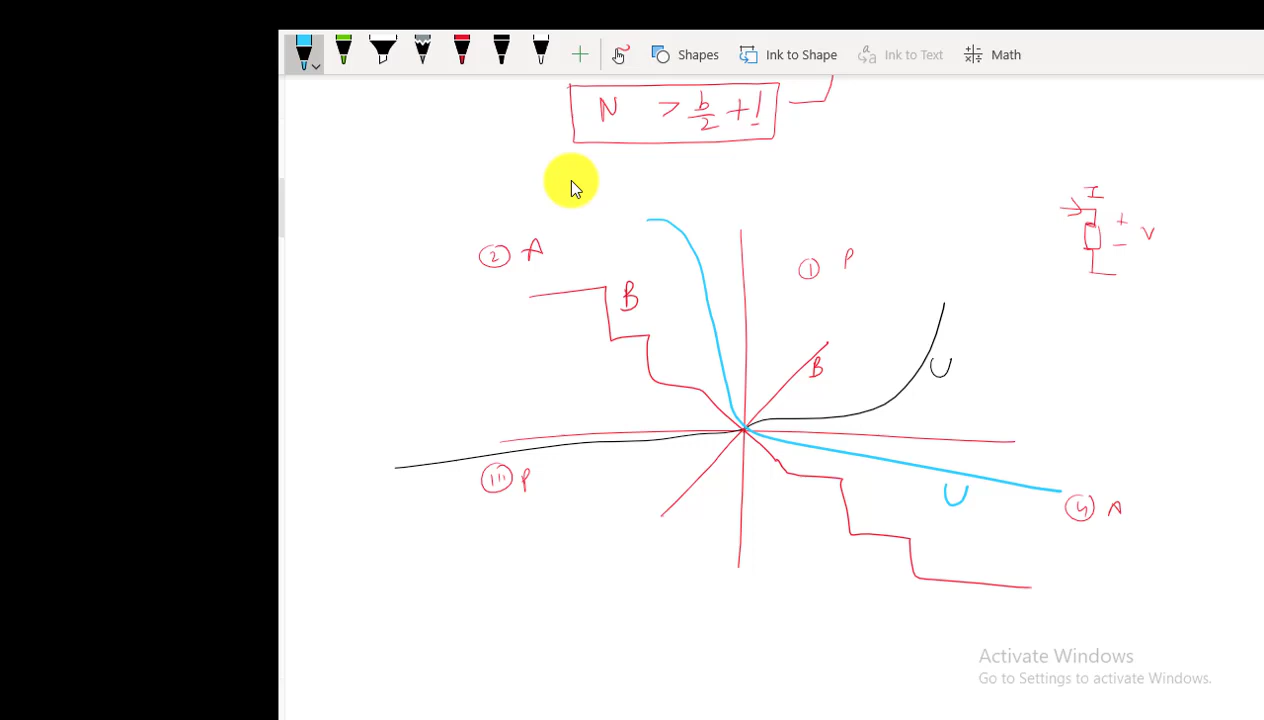 Shapes Ink to Shape Ink to Text Math
N > b/2 + 1
I
+
- V
② A
① P
B
B
U
ⅲ P
U
④ A
Activate Windows
Go to Settings to activate Windows.